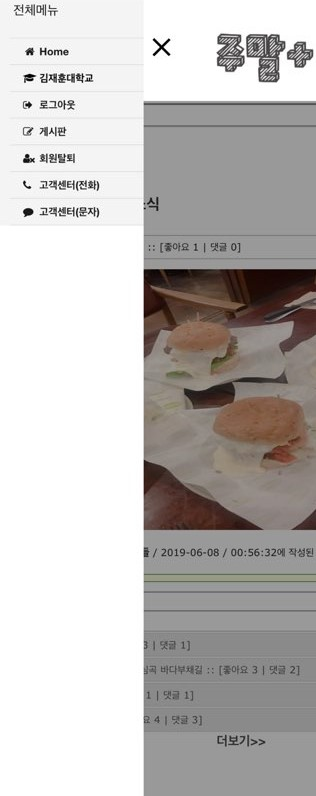 전체메뉴
Home
김재훈대학교
로그아웃
게시판
회원탈퇴
고객센터(전화)
고객센터(문자)
주말+
식
:: [좋아요 1 | 댓글 0]
/ 2019-06-08 / 00:56:32에 작성된
3 | 댓글 1]
심곡 바다부채길 :: [좋아요 3 | 댓글 2]
1 | 댓글 1]
요 4 | 댓글 3]
더보기>>